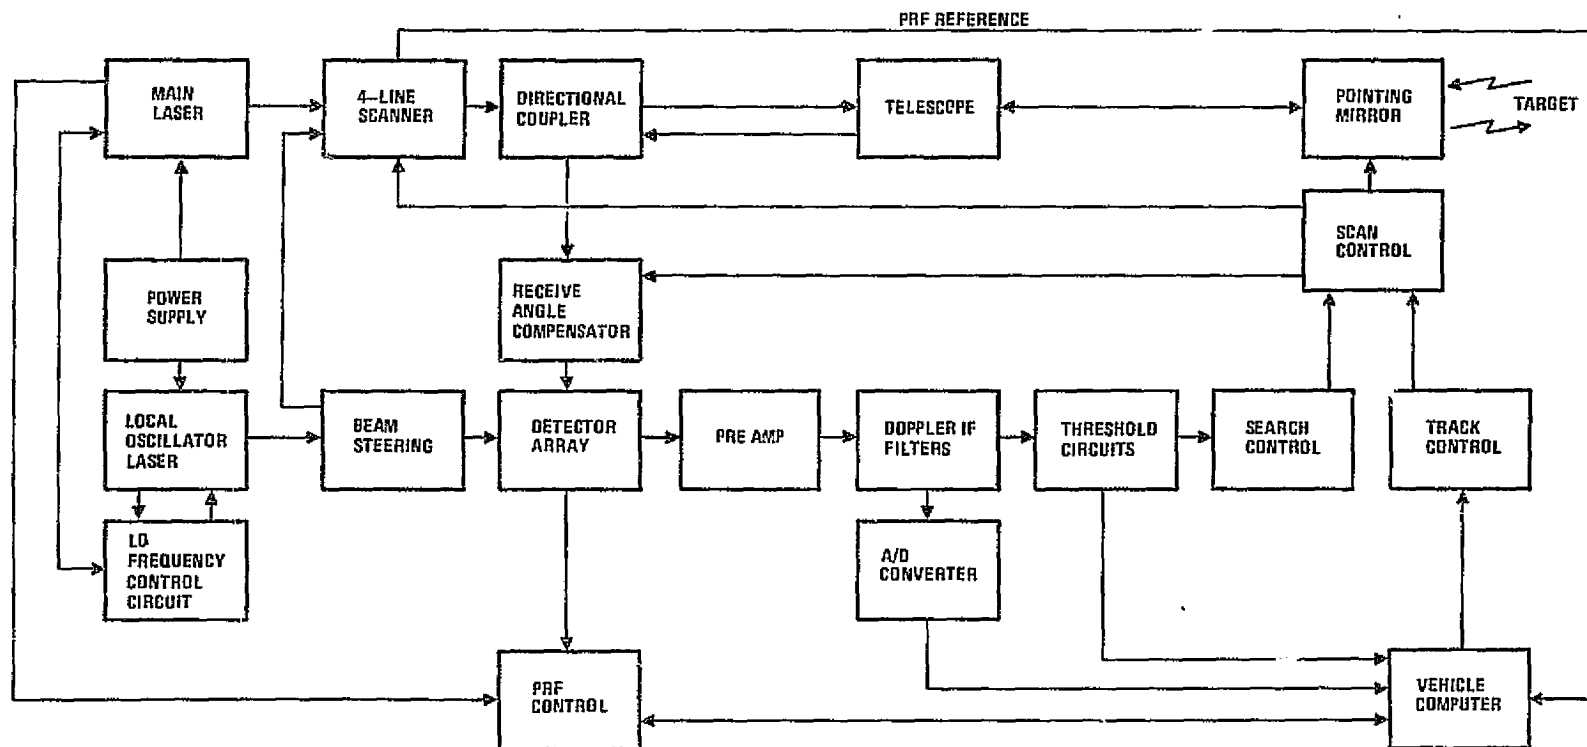 PRF REFERENCE
MAIN
LASER
4-LINE
SCANNER
DIRECTIONAL
COUPLER
TELESCOPE
POINTING
MIRROR
TARGET
SCAN
CONTROL
POWER
SUPPLY
RECEIVE
ANGLE
COMPENSATOR
LOCAL
OSCILLATOR
LASER
BEAM
STEERING
DETECTOR
ARRAY
PRE AMP
DOPPLER IF
FILTERS
THRESHOLD
CIRCUITS
SEARCH
CONTROL
TRACK
CONTROL
LO
FREQUENCY
CONTROL
CIRCUIT
A/D
CONVERTER
PRF
CONTROL
VEHICLE
COMPUTER